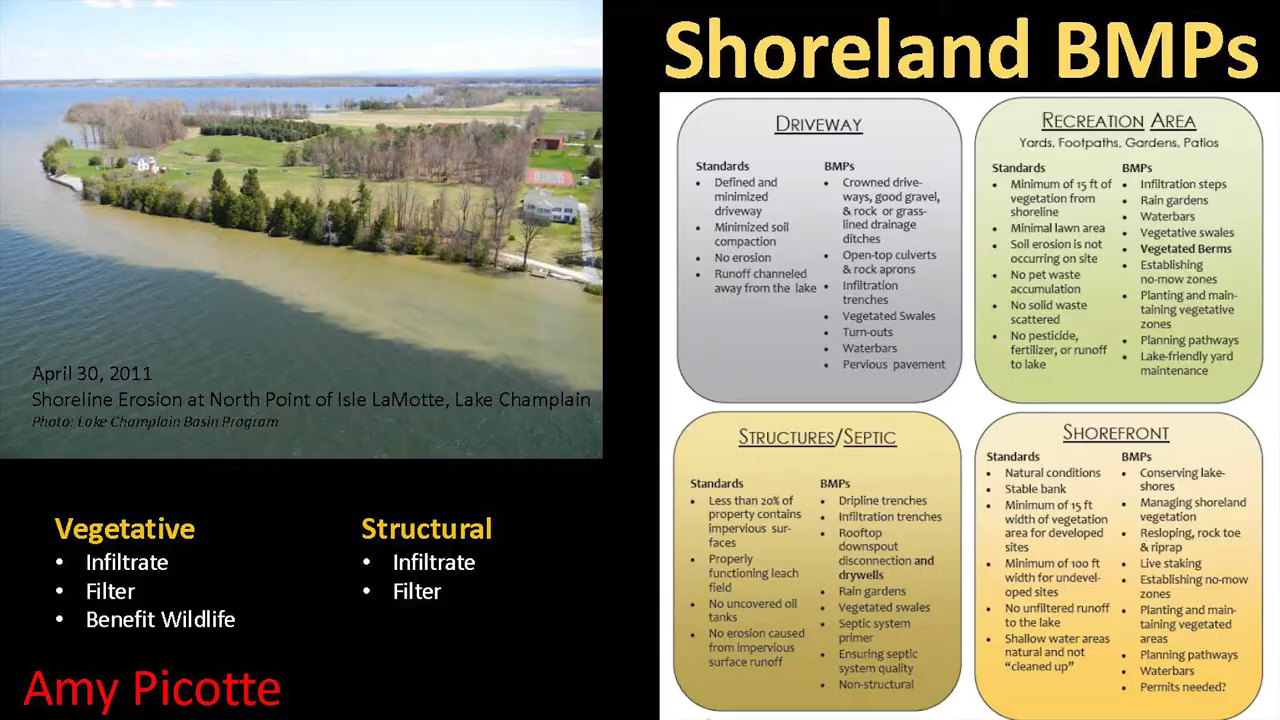 Shoreland BMPs
April 30, 2011
Shoreline Erosion at North Point of Isle LaMotte, Lake Champlain
Photo: Lake Champlain Basin Program
Vegetative
• Infiltrate
• Filter
• Benefit Wildlife
Structural
• Infiltrate
• Filter
Amy Picotte
DRIVEWAY
Standards
• Defined and
minimized
driveway
• Minimized soil
compaction
• No erosion
• Runoff channeled
away from the lake
BMPs
• Crowned drive-
ways, good gravel,
& rock or grass-
lined drainage
ditches
• Open-top culverts
& rock aprons
• Infiltration
trenches
• Vegetated Swales
• Turn-outs
• Waterbars
• Pervious pavement
RECREATION AREA
Yards, Footpaths, Gardens, Patios
Standards
• Minimum of 15 ft of
vegetation from
shoreline
• Minimal lawn area
• Soil erosion is not
occurring on site
• No pet waste
accumulation
• No solid waste
scattered
• No pesticide,
fertilizer, or runoff
to lake
BMPs
• Infiltration steps
• Rain gardens
• Waterbars
• Vegetative swales
• Vegetated Berms
• Establishing
no-mow zones
• Planting and main-
taining vegetative
zones
• Planning pathways
• Lake-friendly yard
maintenance
STRUCTURES/SEPTIC
Standards
• Less than 20% of
property contains
impervious sur-
faces
• Properly
functioning leach
field
• No uncovered oil
tanks
• No erosion caused
from impervious
surface runoff
BMPs
• Dripline trenches
• Infiltration trenches
• Rooftop
downspout
disconnection and
drywells
• Rain gardens
• Vegetated swales
• Septic system
primer
• Ensuring septic
system quality
• Non-structural
SHOREFRONT
Standards
• Natural conditions
• Stable bank
• Minimum of 15 ft
width of vegetation
area for developed
sites
• Minimum of 100 ft
width for undevel-
oped sites
• No unfiltered runoff
to the lake
• Shallow water areas
natural and not
“cleaned up”
BMPs
• Conserving lake-
shores
• Managing shoreland
vegetation
• Resloping, rock toe
& riprap
• Live staking
• Establishing no-mow
zones
• Planting and main-
taining vegetated
areas
• Planning pathways
• Waterbars
• Permits needed?